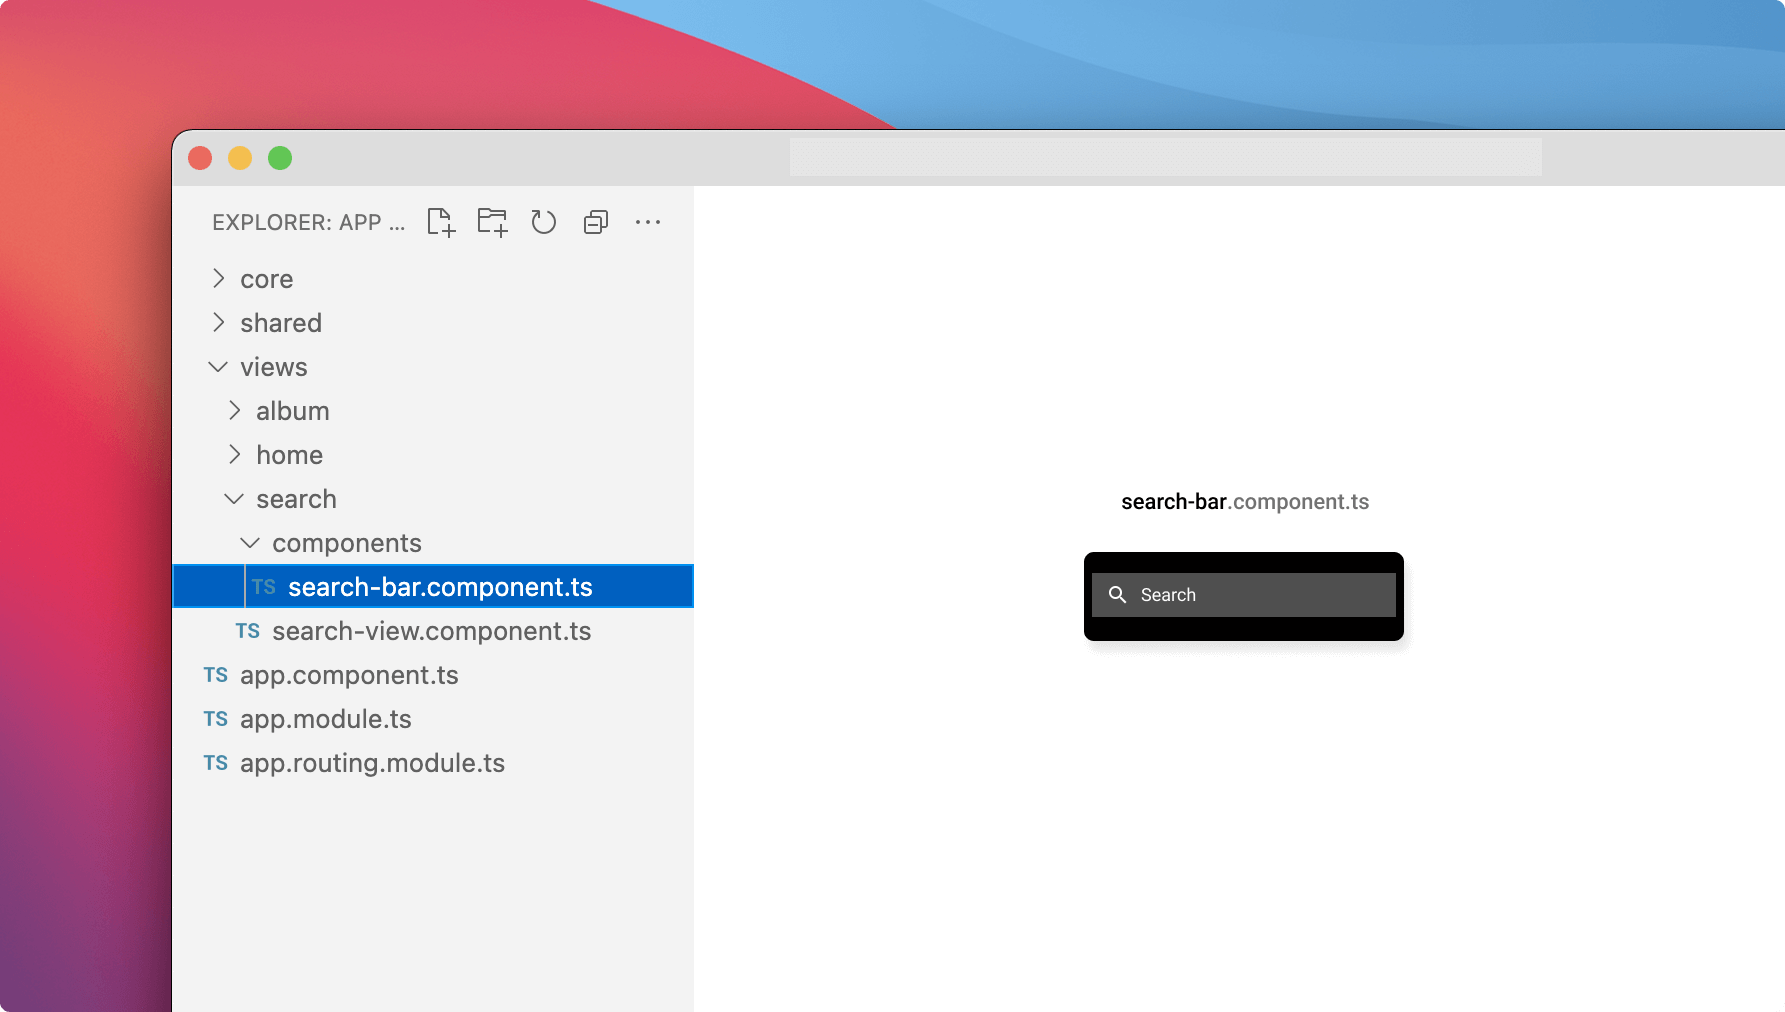 EXPLORER: APP ...
core
shared
views
album
home
search
components
TS search-bar.component.ts
TS search-view.component.ts
TS app.component.ts
TS app.module.ts
TS app.routing.module.ts
search-bar.component.ts
Search